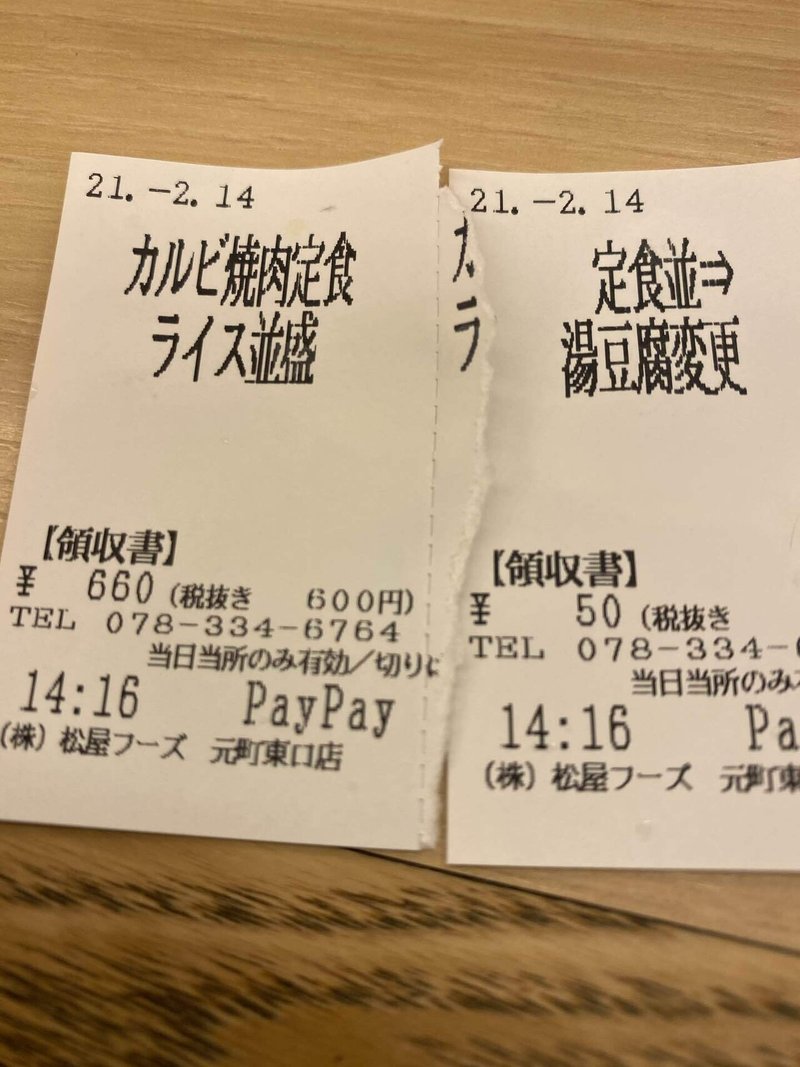 21.-2.14
カルビ焼肉定食
ライス並盛
【領収書】
¥ 660 (税抜き 600円)
TEL 078-334-6764
当日当所のみ有効/切り
14:16 PayPay
(株) 松屋フーズ 元町東口店
カ
ラ
21.-2.14
定食並⇒
湯豆腐変更
【領収書】
¥ 50 (税抜き
TEL 078-334-
当日当所のみ
14:16 Pa
(株) 松屋フーズ 元町東